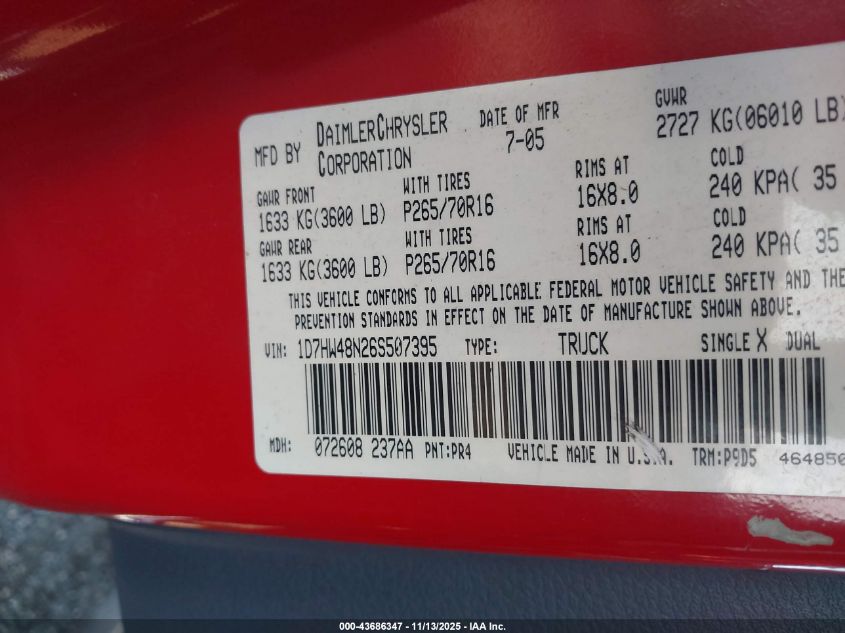 MFD BY DAIMLERCHRYSLER CORPORATION DATE OF MFR 7-05 GVWR 2727 KG(06010 LB)
GAWR FRONT WITH TIRES RIMS AT COLD
1633 KG(3600 LB) P265/70R16 16X8.0 240 KPA( 35
GAWR REAR WITH TIRES RIMS AT COLD
1633 KG(3600 LB) P265/70R16 16X8.0 240 KPA( 35
THIS VEHICLE CONFORMS TO ALL APPLICABLE FEDERAL MOTOR VEHICLE SAFETY AND THE
PREVENTION STANDARDS IN EFFECT ON THE DATE OF MANUFACTURE SHOWN ABOVE.
VIN: 1D7HW48N26S507395 TYPE: TRUCK SINGLE X DUAL
MDH: 072608 237AA PNT:PR4 VEHICLE MADE IN U.S.A. TRM:P9D5 464850
000-43686347 | 11/13/2025 - IAA Inc.